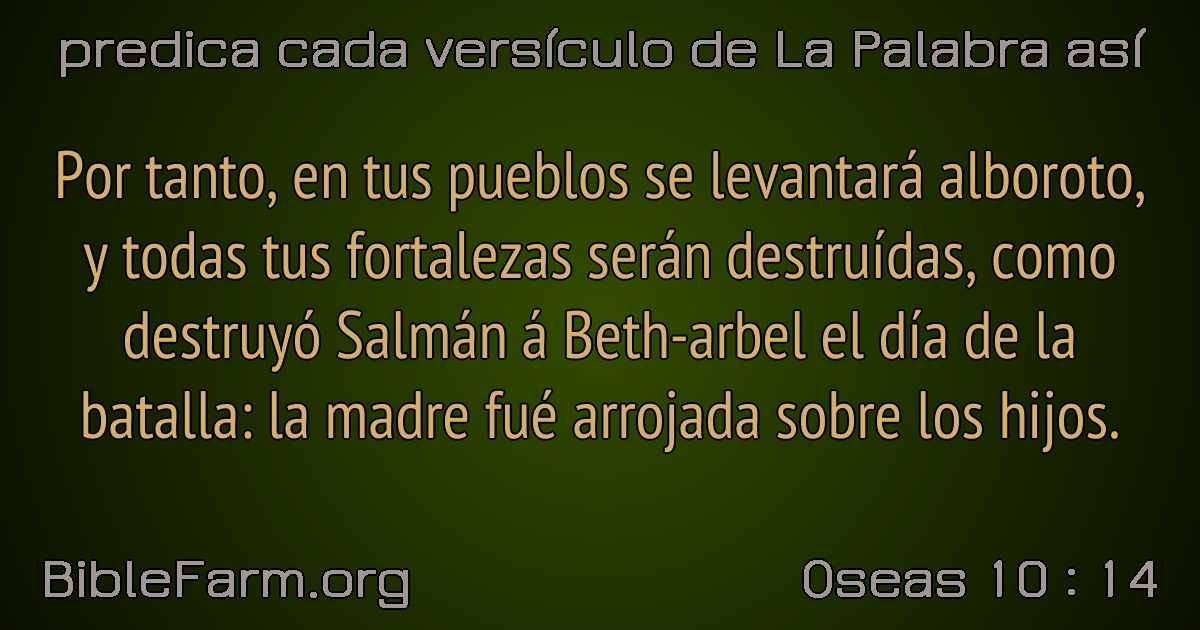 predica cada versículo de La Palabra así
Por tanto, en tus pueblos se levantará alboroto,
y todas tus fortalezas serán destruídas, como
destruyó Salmán á Beth-arbel el día de la
batalla: la madre fué arrojada sobre los hijos.
BibleFarm.org
Oseas 10 : 14